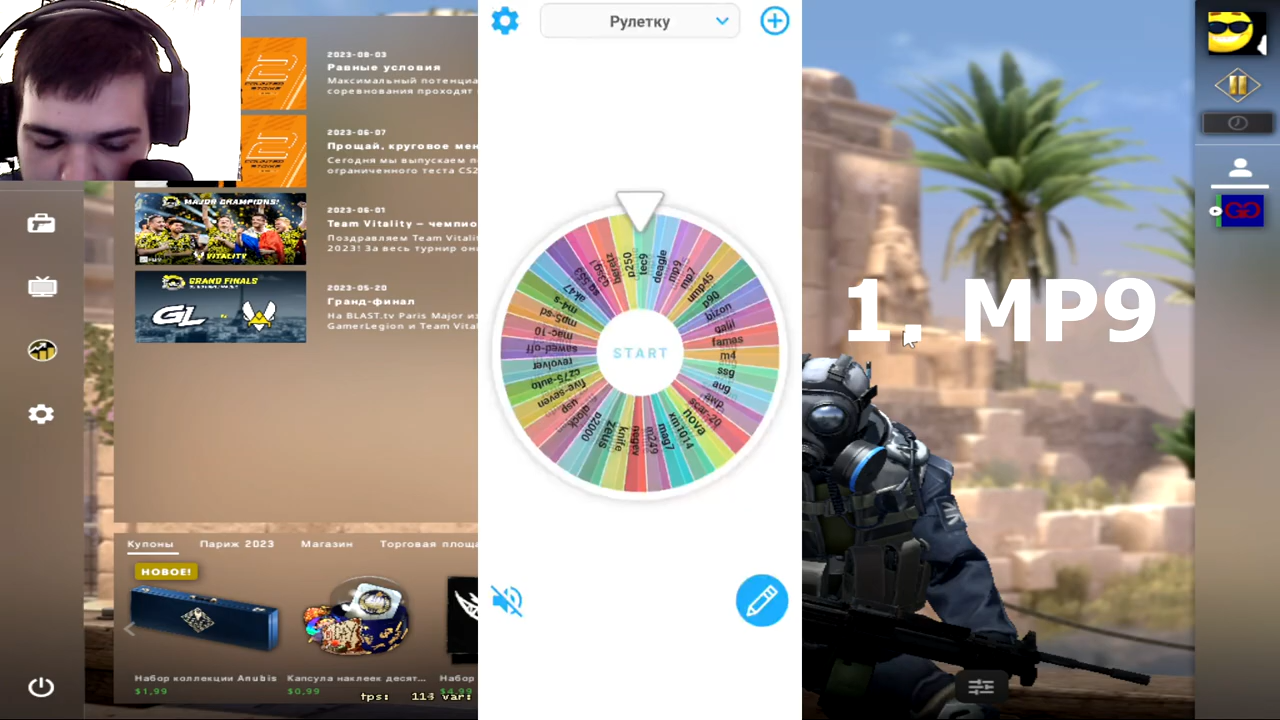 2023-08-03
Равные условия
Максимальный потенциа
соревнования проходят
2023-06-07
Прощай, круговое мен
Сегодня мы выпускаем п
ограниченного теста CS2
MAJOR CHAMPIONS!
VITALITY
2023-06-01
Team Vitality – чемпио
Поздравляем Team Vitali
2023! За весь турнир он
GRAND FINALS
GL
2023-05-20
Гранд-финал
На BLAST.tv Paris Major из
GamerLegion и Team Vital
Купоны
Париж 2023
Магазин
Торговая площа
НОВОЕ!
Набор коллекции Anubis
$1,99
Капсула наклеек десят...
$0,99
Набор
$4,99
fps: 114 var:
Рулетку
p250
tec9
deagle
mp9
mp7
ump45
p90
bizon
galil
famas
m4
ssg
aug
awp
scar-20
nova
xm1014
mag7
m249
negev
knife
Zeus
p2000
glock...
usp
five-seven
cz75-auto
revolver
sawed-off
mac-10
mp5-sd
m4-s
ak47
START
1. MP9